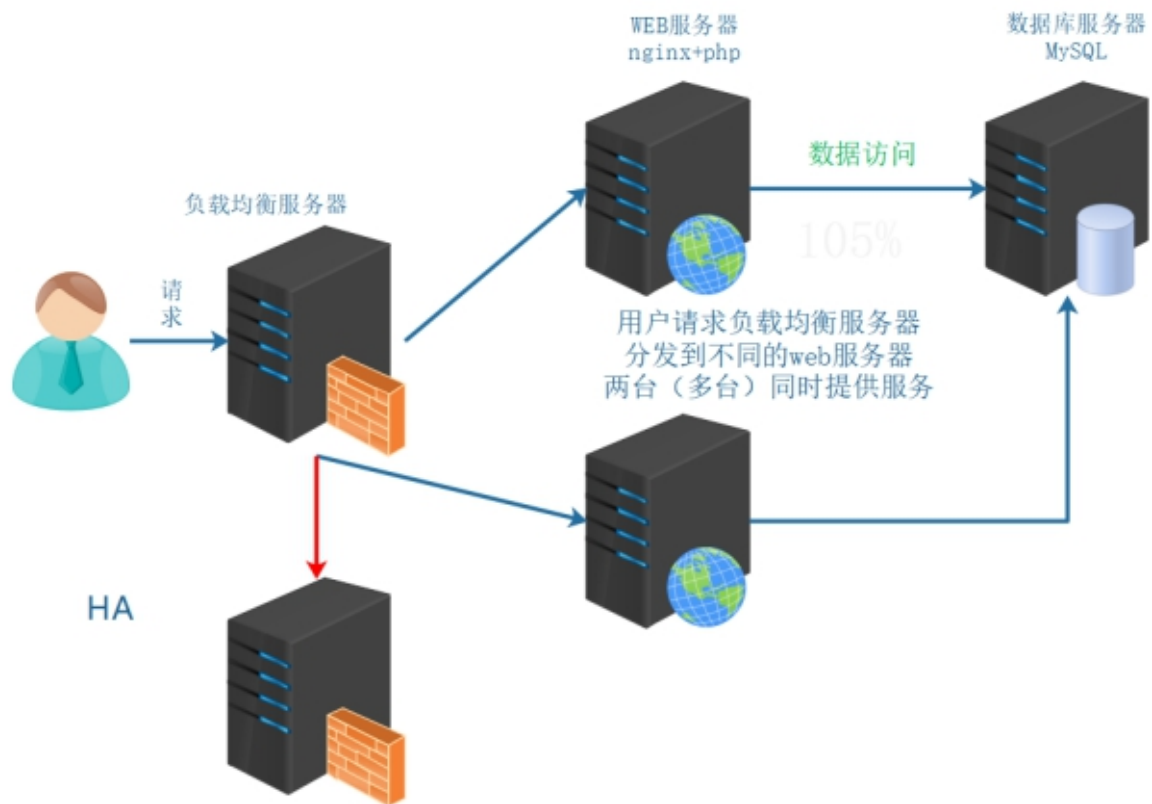 WEB服务器
nginx+php
数据库服务器
MySQL
数据访问
负载均衡服务器
105%
请
求
用户请求负载均衡服务器
分发到不同的web服务器
两台（多台）同时提供服务
HA